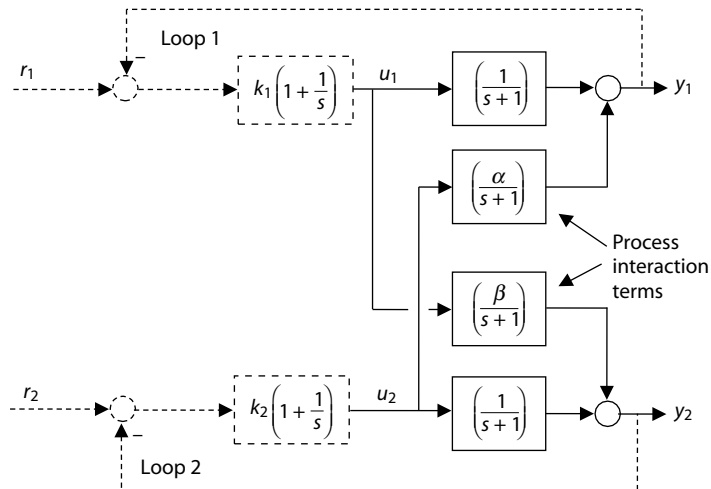 Loop 1
r1
k1(1 + 1/s)
u1
(1/(s + 1))
y1
(α/(s + 1))
Process
interaction
terms
(β/(s + 1))
r2
k2(1 + 1/s)
u2
(1/(s + 1))
y2
Loop 2
–
–